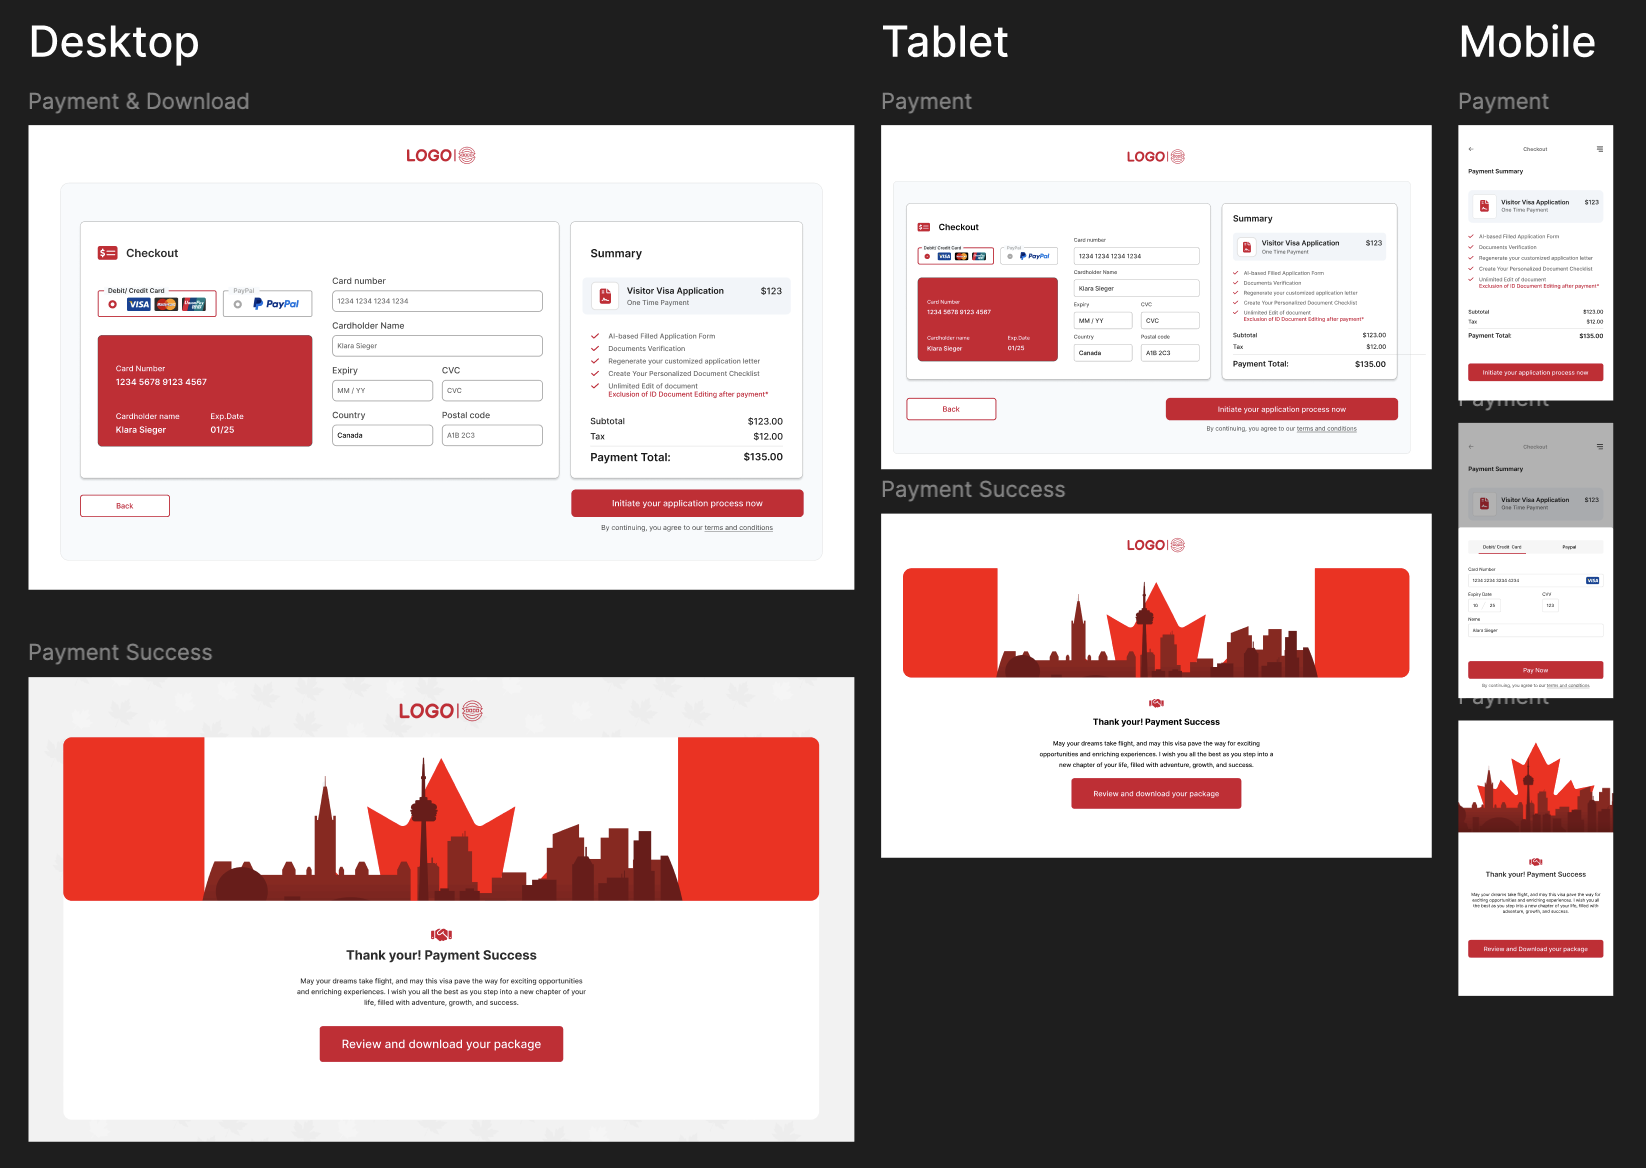 Desktop
Payment & Download
LOGO
Checkout
Debit/ Credit Card
VISA
MasterCard
UnionPay
PayPal
PayPal
Card Number
1234 5678 9123 4567
Cardholder name
Exp.Date
Klara Sieger
01/25
Card number
1234 1234 1234 1234
Cardholder Name
Klara Sieger
Expiry
CVC
MM / YY
CVC
Country
Postal code
Canada
A1B 2C3
Summary
Visitor Visa Application
$123
One Time Payment
AI-based Filled Application Form
Documents Verification
Regenerate your customized application letter
Create Your Personalized Document Checklist
Unlimited Edit of document
Exclusion of ID Document Editing after payment*
Subtotal
$123.00
Tax
$12.00
Payment Total:
$135.00
Back
Initiate your application process now
By continuing, you agree to our terms and conditions
Payment Success
LOGO
Thank your! Payment Success
May your dreams take flight, and may this visa pave the way for exciting opportunities
and enriching experiences. I wish you all the best as you step into a new chapter of your
life, filled with adventure, growth, and success.
Review and download your package
Tablet
Payment
LOGO
Checkout
Debit/ Credit Card
VISA
PayPal
PayPal
Card Number
1234 5678 9123 4567
Cardholder name
Exp.Date
Klara Sieger
01/25
Card number
1234 1234 1234 1234
Cardholder Name
Klara Sieger
Expiry
CVC
MM / YY
CVC
Country
Postal code
Canada
A1B 2C3
Summary
Visitor Visa Application
$123
One Time Payment
AI-based Filled Application Form
Documents Verification
Regenerate your customized application letter
Create Your Personalized Document Checklist
Unlimited Edit of document
Exclusion of ID Document Editing after payment*
Subtotal
$123.00
Tax
$12.00
Payment Total:
$135.00
Back
Initiate your application process now
By continuing, you agree to our terms and conditions
Payment Success
LOGO
Thank your! Payment Success
May your dreams take flight, and may this visa pave the way for exciting
opportunities and enriching experiences. I wish you all the best as you step into a
new chapter of your life, filled with adventure, growth, and success.
Review and download your package
Mobile
Payment
Checkout
Payment Summary
Visitor Visa Application
$123
One Time Payment
AI-based Filled Application Form
Documents Verification
Regenerate your customized application letter
Create Your Personalized Document Checklist
Unlimited Edit of document
Exclusion of ID Document Editing after payment*
Subtotal
$123.00
Tax
$12.00
Payment Total:
$135.00
Initiate your application process now
Payment
Checkout
Payment Summary
Visitor Visa Application
$123
One Time Payment
Debit/ Credit Card
Paypal
Card Number
1234 2234 3234 4234
VISA
Expiry Date
CVV
10 / 25
123
Name
Alara Sieger
Pay Now
By continuing, you agree to our terms and conditions
Payment
Thank your! Payment Success
May your dreams take flight, and may this visa pave the way for
exciting opportunities and enriching experiences. I wish you all
the best as you step into a new chapter of your life, filled with
adventure, growth, and success.
Review and Download your package